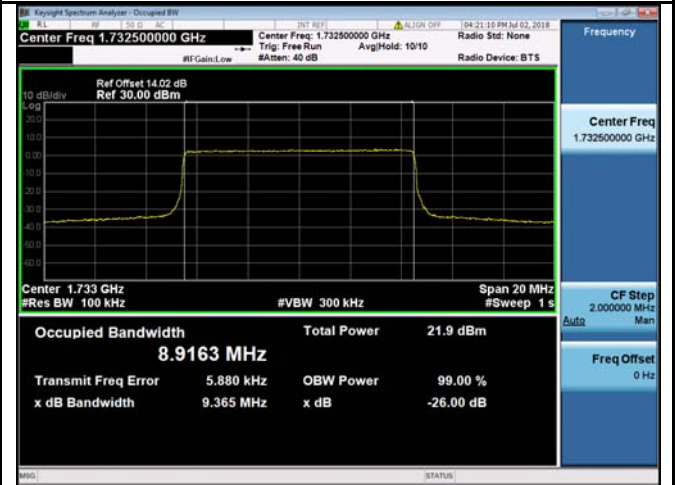 Keysight Spectrum Analyzer - Occupied BW
RL RF 50 Ω AC INT REF ALIGN OFF 04:21:10 PM Jul 02, 2018
Center Freq 1.732500000 GHz
Center Freq: 1.732500000 GHz
Radio Std: None
Trig: Free Run Avg|Hold: 10/10
#IFGain:Low #Atten: 40 dB Radio Device: BTS
Ref Offset 14.02 dB
10 dB/div Ref 30.00 dBm
Log
20.0
10.0
0.00
Center 1.733 GHz Span 20 MHz
#Res BW 100 kHz #VBW 300 kHz #Sweep 1 s
Occupied Bandwidth Total Power 21.9 dBm
8.9163 MHz
Transmit Freq Error 5.880 kHz OBW Power 99.00 %
x dB Bandwidth 9.365 MHz x dB -26.00 dB
MSG STATUS
Frequency
Center Freq
1.732500000 GHz
CF Step
2.000000 MHz
Auto Man
Freq Offset
0 Hz